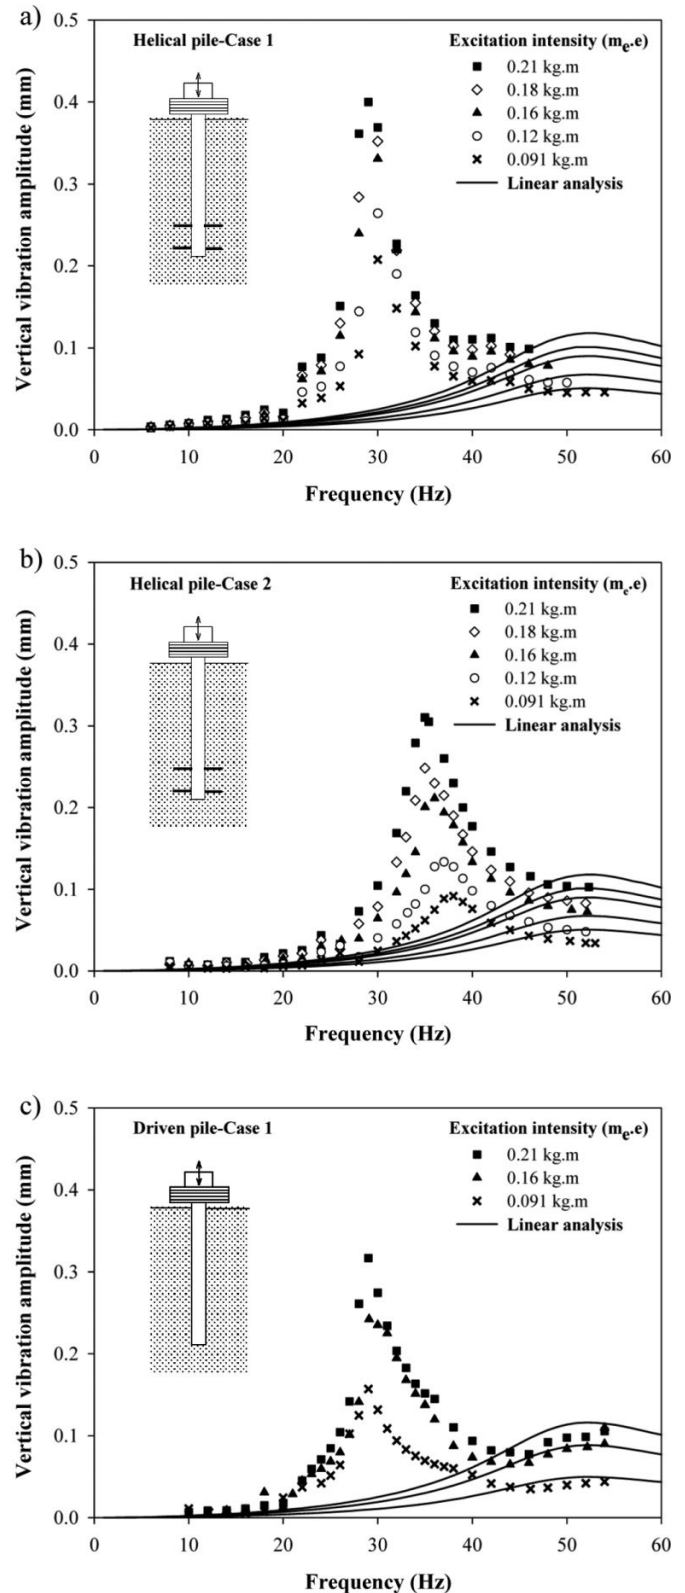 a)
Helical pile-Case 1
Excitation intensity (mₑ.e)
0.21 kg.m
0.18 kg.m
0.16 kg.m
0.12 kg.m
0.091 kg.m
Linear analysis
Vertical vibration amplitude (mm)
0.5
0.4
0.3
0.2
0.1
0.0
0 10 20 30 40 50 60
Frequency (Hz)
b)
Helical pile-Case 2
Excitation intensity (mₑ.e)
0.21 kg.m
0.18 kg.m
0.16 kg.m
0.12 kg.m
0.091 kg.m
Linear analysis
Vertical vibration amplitude (mm)
0.5
0.4
0.3
0.2
0.1
0.0
0 10 20 30 40 50 60
Frequency (Hz)
c)
Driven pile-Case 1
Excitation intensity (mₑ.e)
0.21 kg.m
0.16 kg.m
0.091 kg.m
Linear analysis
Vertical vibration amplitude (mm)
0.5
0.4
0.3
0.2
0.1
0.0
0 10 20 30 40 50 60
Frequency (Hz)